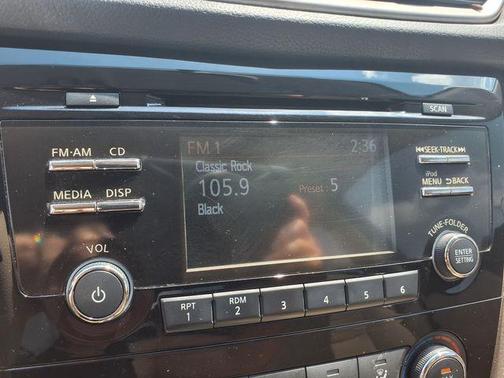 SCAN
FM 1 2:36
FM·AM CD
Classic Rock
SEEK·TRACK
105.9 Preset : 5
iPod
MENU BACK
MEDIA DISP
Black
TUNE·FOLDER
VOL
ENTER
SETTING
RPT
1
RDM
2
3
4
5
6